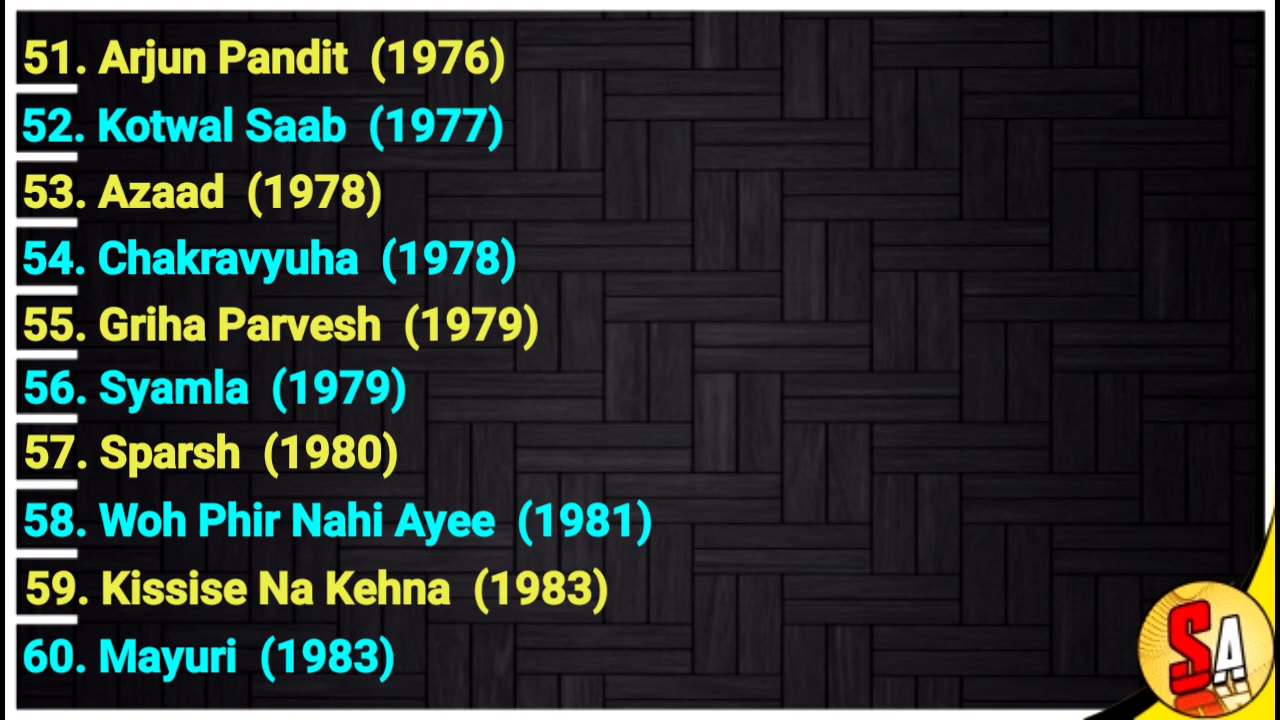 51. Arjun Pandit (1976)
52. Kotwal Saab (1977)
53. Azaad (1978)
54. Chakravyuha (1978)
55. Griha Parvesh (1979)
56. Syamla (1979)
57. Sparsh (1980)
58. Woh Phir Nahi Ayee (1981)
59. Kissise Na Kehna (1983)
60. Mayuri (1983)
SA